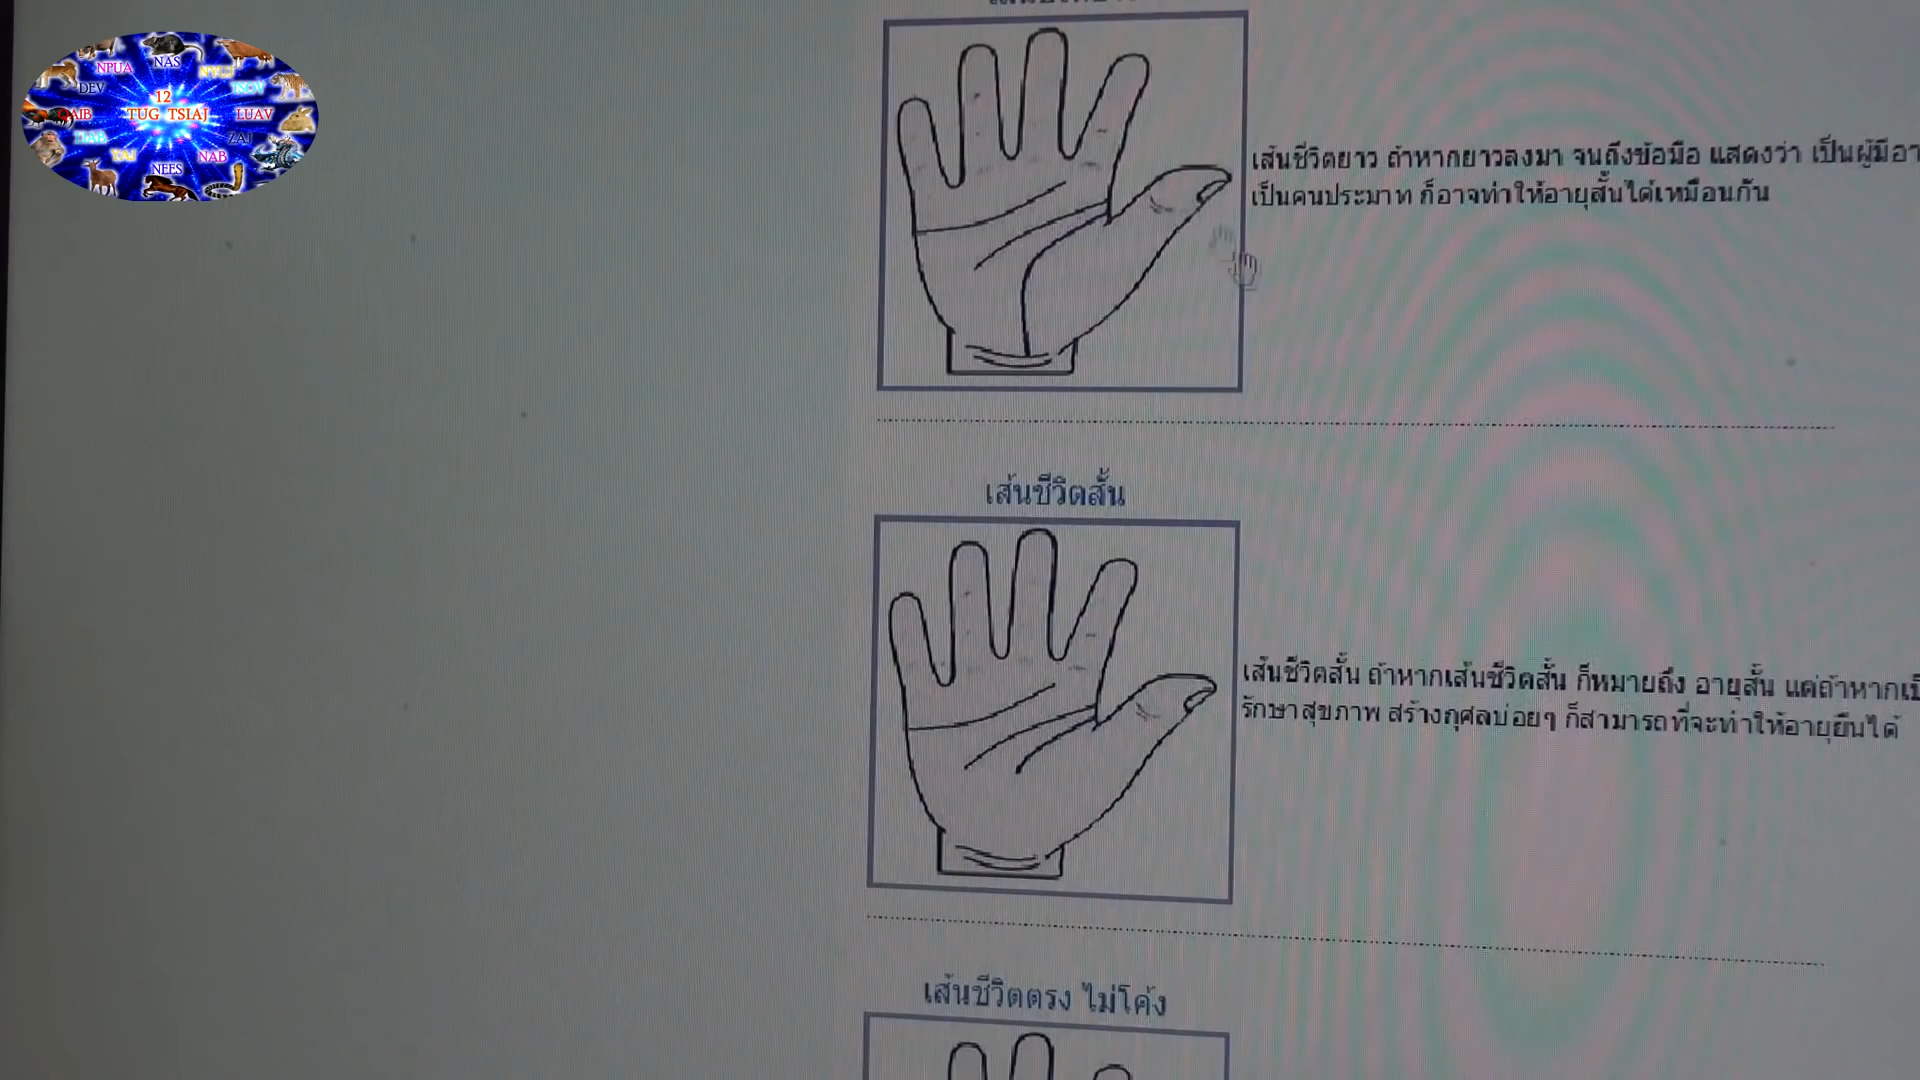 NPUA
NAS
NYUJ
DEV
TSOV
12
QAIB
TUG TSIAJ
LUAV
LIAB
ZAJ
YAJ
NAB
NEES
เส้นชีวิตยาว ถ้าหากยาวลงมา จนถึงข้อมือ แสดงว่า เป็นผู้มีอา
เป็นคนประมาท ก็อาจทำให้อายุสั้นได้เหมือนกัน
เส้นชีวิตสั้น
เส้นชีวิตสั้น ถ้าหากเส้นชีวิตสั้น ก็หมายถึง อายุสั้น แต่ถ้าหากเป็
รักษาสุขภาพ สร้างกุศลบ่อยๆ ก็สามารถที่จะทำให้อายุยืนได้
เส้นชีวิตตรง ไม่โค้ง